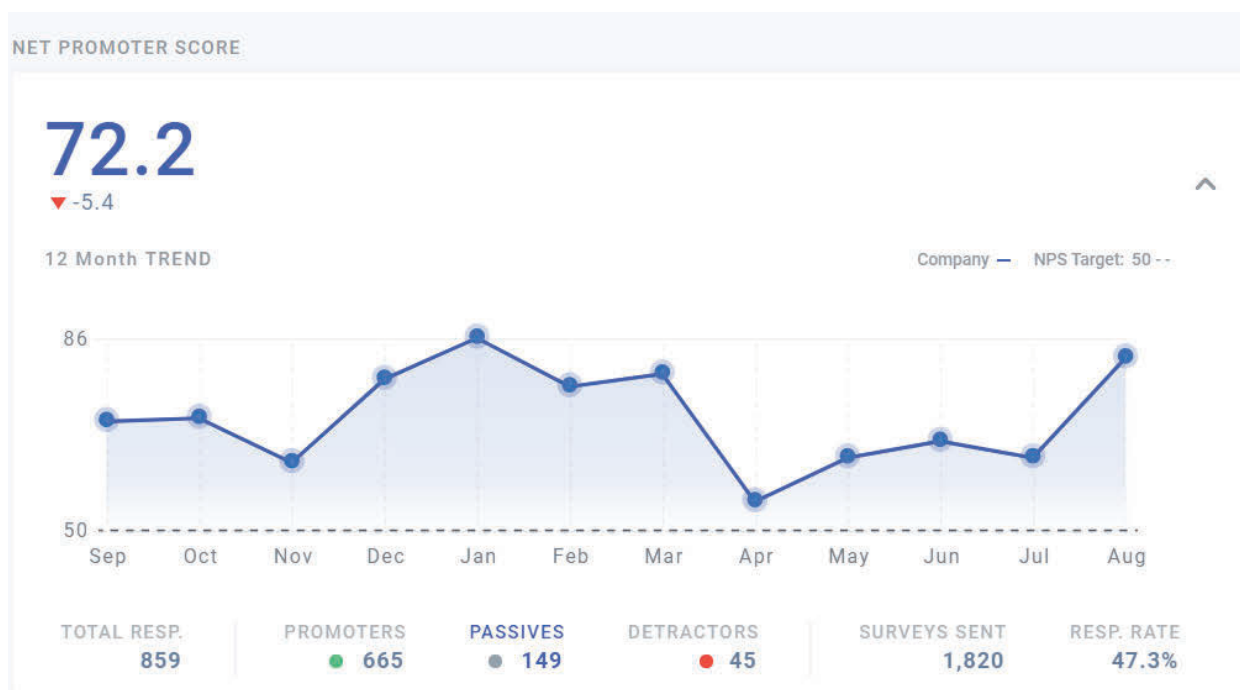 NET PROMOTER SCORE
72.2
-5.4
12 Month TREND
Company
NPS Target: 50 - -
86
50
Sep Oct Nov Dec Jan Feb Mar Apr May Jun Jul Aug
TOTAL RESP. PROMOTERS PASSIVES DETRACTORS SURVEYS SENT RESP. RATE
859 665 149 45 1,820 47.3%